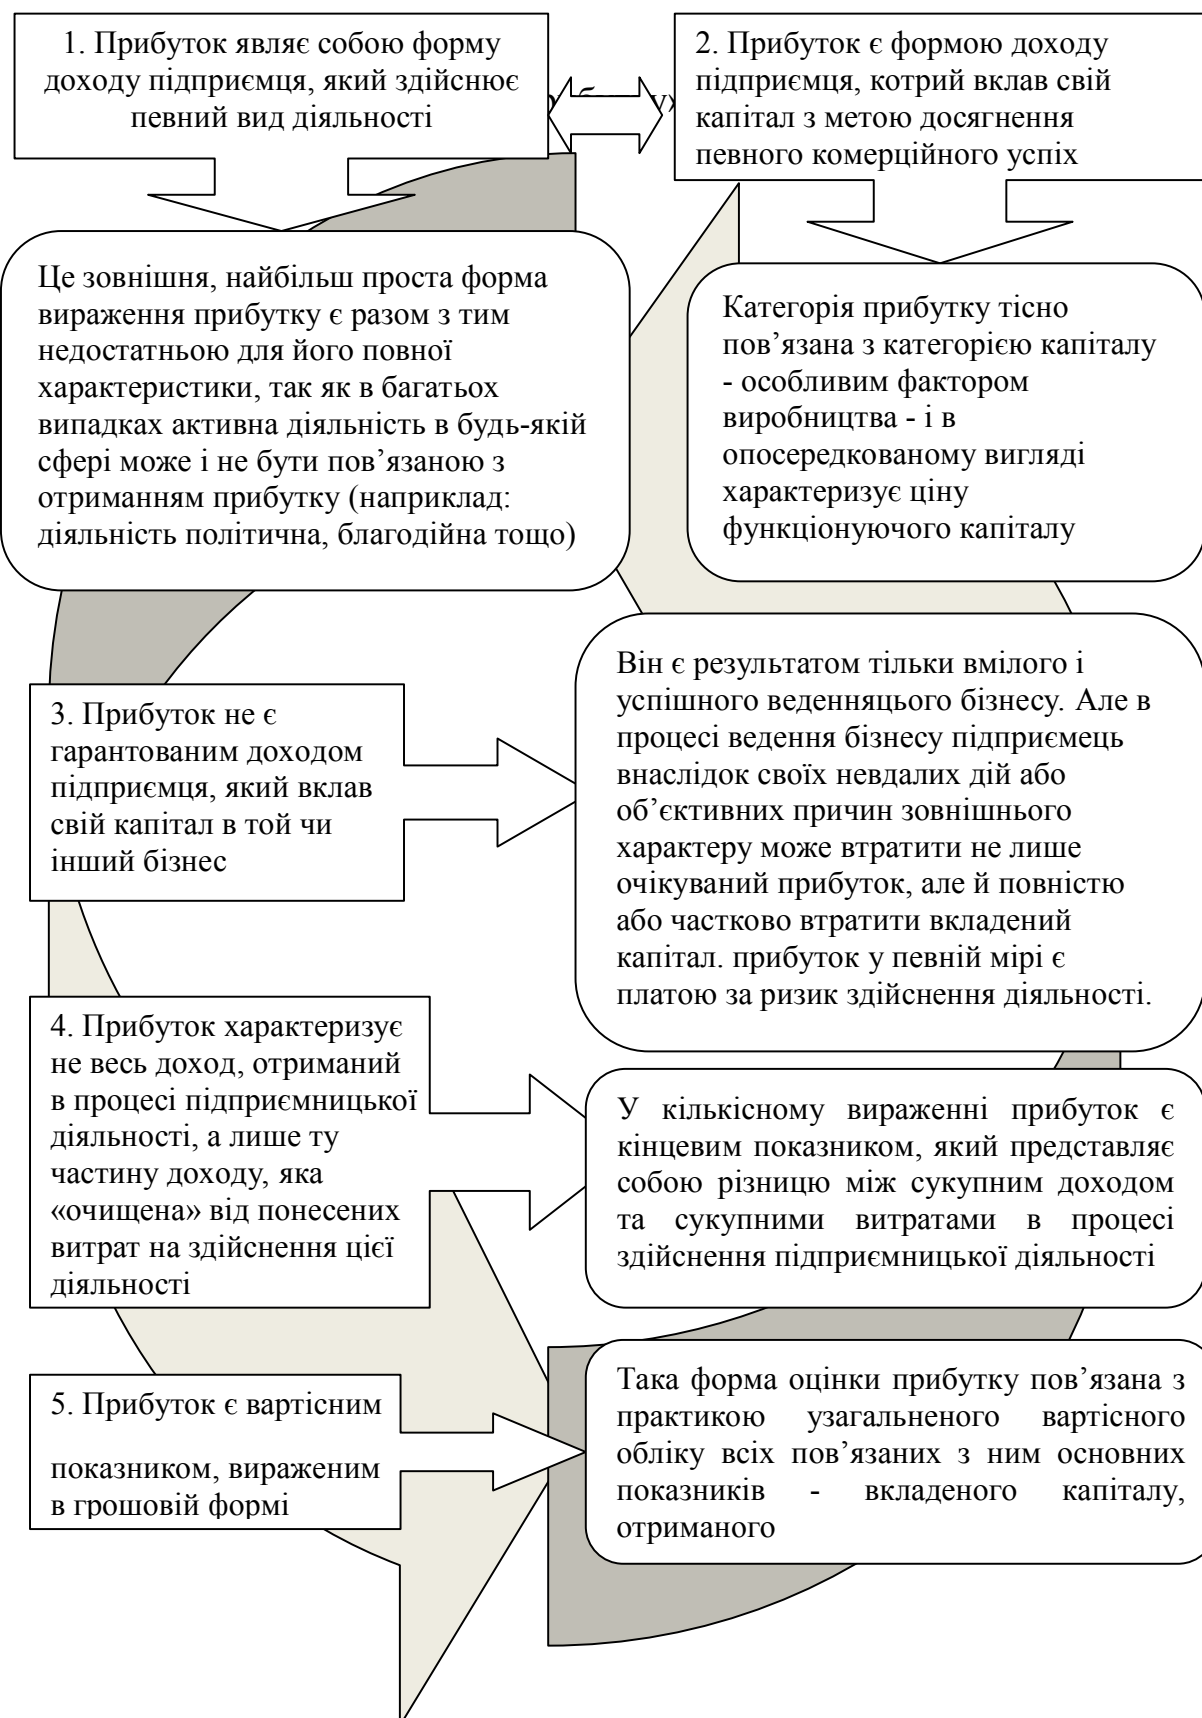 1. Прибуток являє собою форму
доходу підприємця, який здійснює
певний вид діяльності
2. Прибуток є формою доходу
підприємця, котрий вклав свій
капітал з метою досягнення
певного комерційного успіх
Це зовнішня, найбільш проста форма
вираження прибутку є разом з тим
недостатньою для його повної
характеристики, так як в багатьох
випадках активна діяльність в будь-якій
сфері може і не бути пов’язаною з
отриманням прибутку (наприклад:
діяльність політична, благодійна тощо)
Категорія прибутку тісно
пов’язана з категорією капіталу
- особливим фактором
виробництва - і в
опосередкованому вигляді
характеризує ціну
функціонуючого капіталу
3. Прибуток не є
гарантованим доходом
підприємця, який вклав
свій капітал в той чи
інший бізнес
Він є результатом тільки вмілого і
успішного веденняцього бізнесу. Але в
процесі ведення бізнесу підприємець
внаслідок своїх невдалих дій або
об’єктивних причин зовнішнього
характеру може втратити не лише
очікуваний прибуток, але й повністю
або частково втратити вкладений
капітал. прибуток у певній мірі є
платою за ризик здійснення діяльності.
4. Прибуток характеризує
не весь доход, отриманий
в процесі підприємницької
діяльності, а лише ту
частину доходу, яка
«очищена» від понесених
витрат на здійснення цієї
діяльності
У кількісному вираженні прибуток є
кінцевим показником, який представляє
собою різницю між сукупним доходом
та сукупними витратами в процесі
здійснення підприємницької діяльності
5. Прибуток є вартісним
показником, вираженим
в грошовій формі
Така форма оцінки прибутку пов’язана з
практикою узагальненого вартісного
обліку всіх пов’язаних з ним основних
показників - вкладеного капіталу,
отриманого